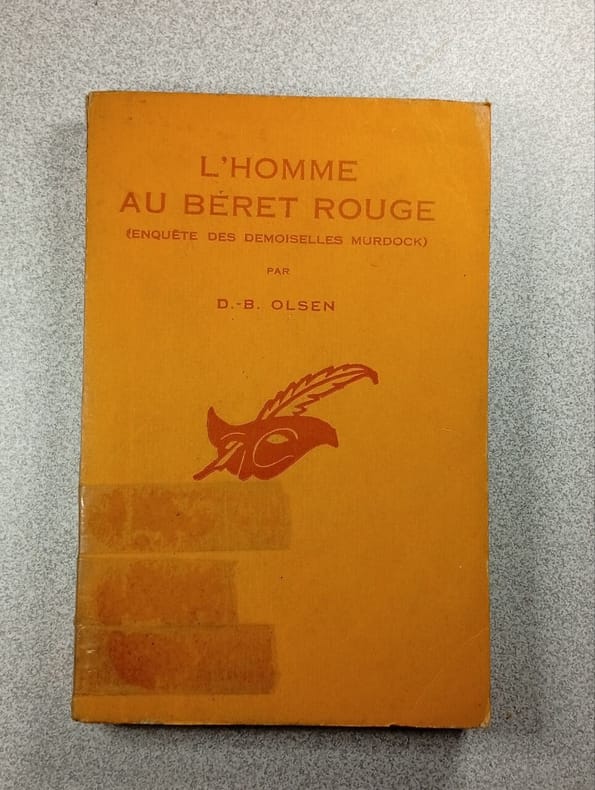 L'HOMME
AU BÉRET ROUGE
(ENQUÊTE DES DEMOISELLES MURDOCK)
PAR
D.-B. OLSEN